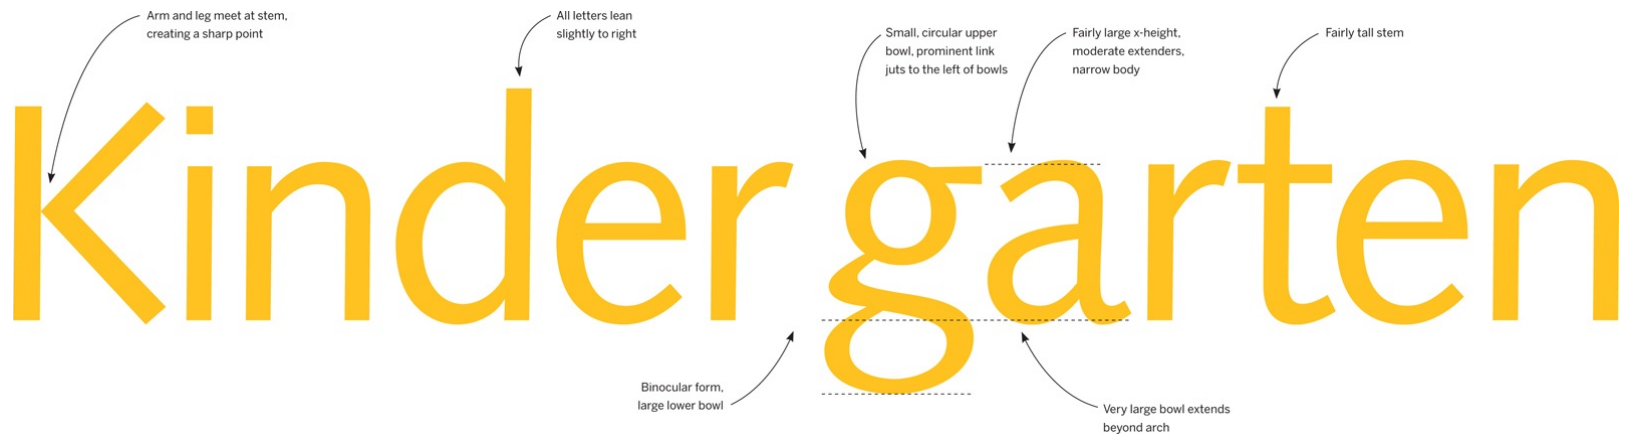 Arm and leg meet at stem,
creating a sharp point
All letters lean
slightly to right
Small, circular upper
bowl, prominent link
juts to the left of bowls
Fairly large x-height,
moderate extenders,
narrow body
Fairly tall stem
Kindergarten
Binocular form,
large lower bowl
Very large bowl extends
beyond arch